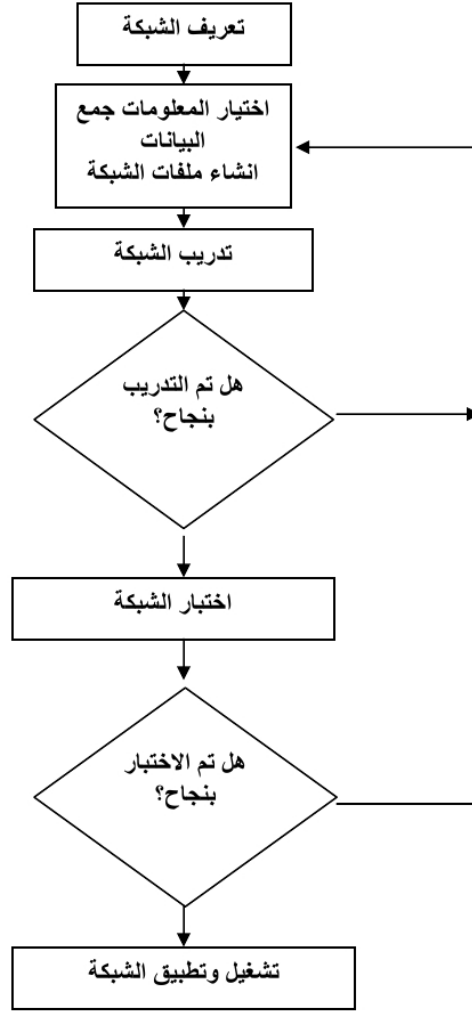 تعريف الشبكة
اختيار المعلومات جمع
البيانات
انشاء ملفات الشبكة
تدريب الشبكة
هل تم التدريب
بنجاح؟
اختبار الشبكة
هل تم الاختبار
بنجاح؟
تشغيل وتطبيق الشبكة